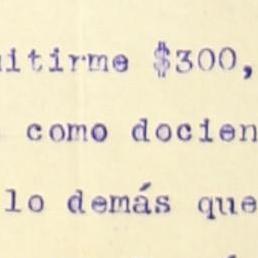 itirme $300,
como docien
lo demás que